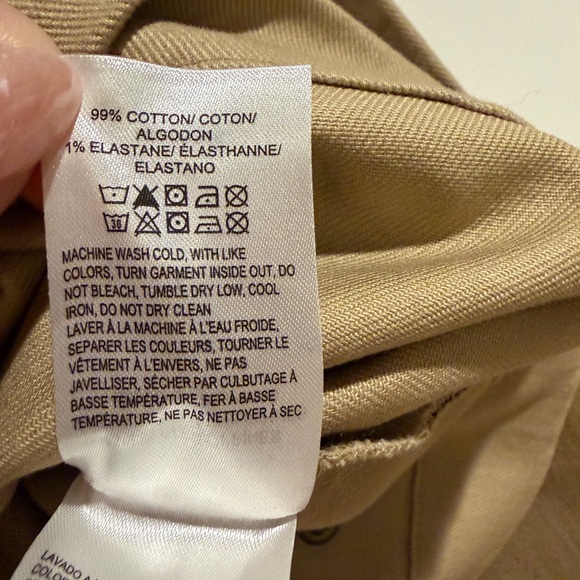 99% COTTON/ COTON/
ALGODON
1% ELASTANE/ ÉLASTHANNE/
ELASTANO
30
MACHINE WASH COLD, WITH LIKE
COLORS, TURN GARMENT INSIDE OUT, DO
NOT BLEACH, TUMBLE DRY LOW, COOL
IRON, DO NOT DRY CLEAN
LAVER À LA MACHINE À L'EAU FROIDE,
SEPARER LES COULEURS, TOURNER LE
VÊTEMENT À L'ENVERS, NE PAS
JAVELLISER, SÉCHER PAR CULBUTAGE À
BASSE TEMPÉRATURE, FER À BASSE
TEMPÉRATURE, NE PAS NETTOYER À SEC
LAVADO A